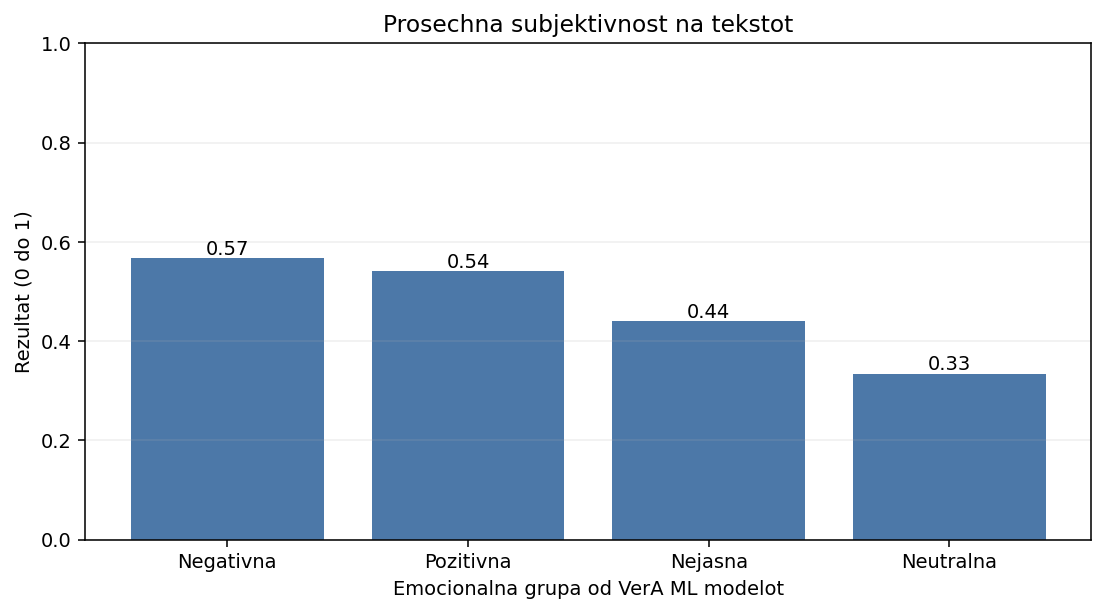 Prosechna subjektivnost na tekstot
1.0
0.8
0.6
0.4
0.2
0.0
Rezultat (0 do 1)
0.57
0.54
0.44
0.33
Negativna
Pozitivna
Nejasna
Neutralna
Emocionalna grupa od VerA ML modelot